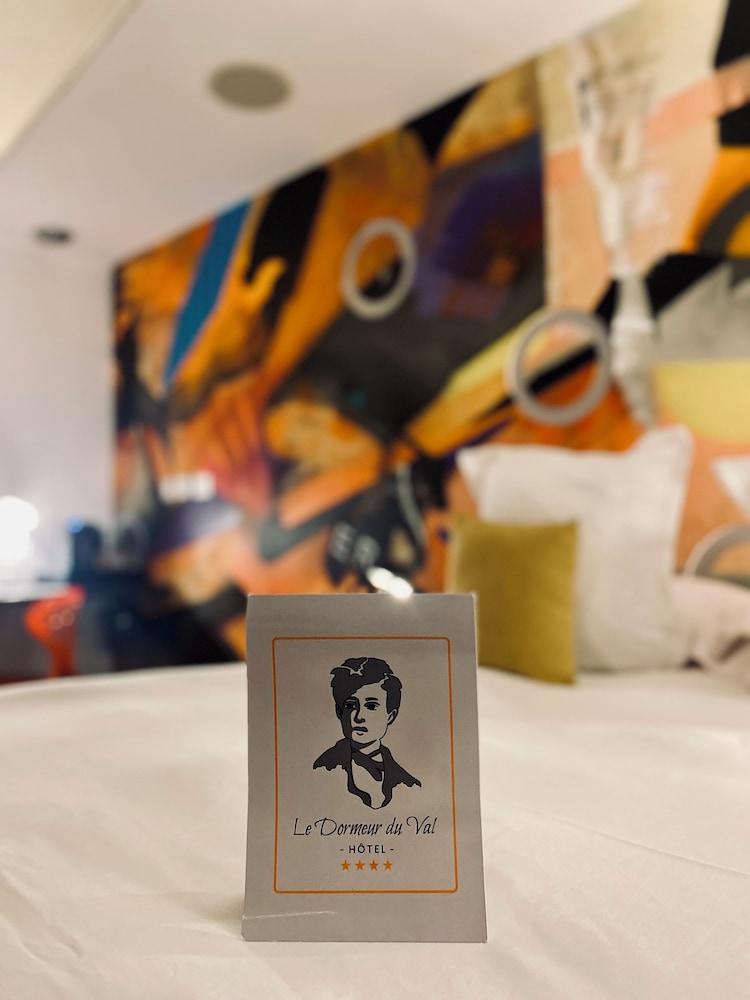 Le Dormeur du Val
- HÔTEL -